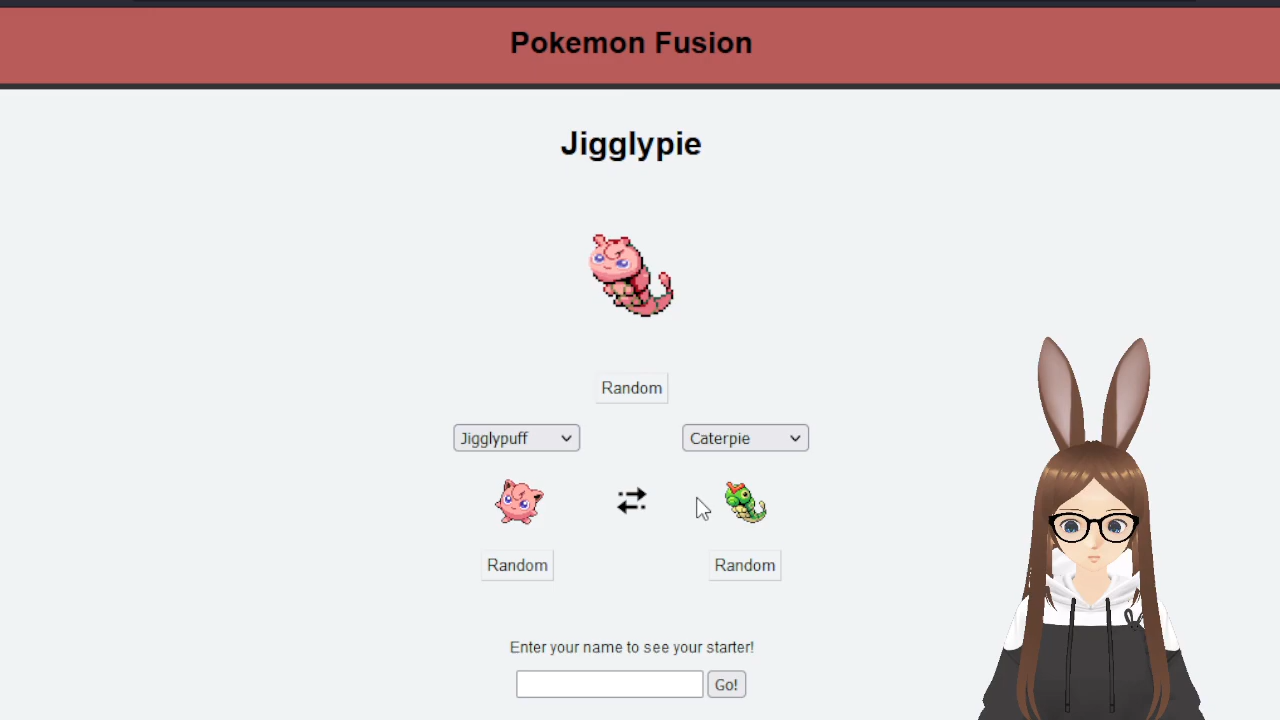 Pokemon Fusion
Jigglypie
Random
Jigglypuff
Caterpie
Random
Random
Enter your name to see your starter!
Go!